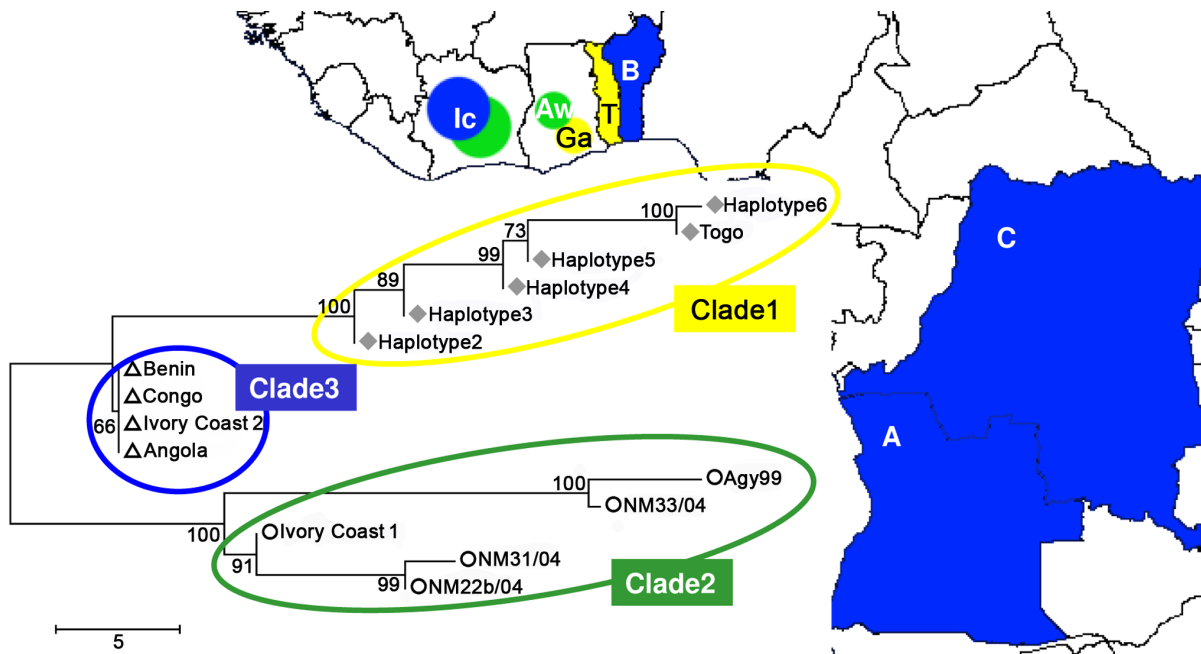 B
Ic
Aw
T
Ga
C
A
100
Haplotype6
Togo
73
Haplotype5
99
Haplotype4
89
Haplotype3
100
Haplotype2
Clade1
Benin
Congo
Ivory Coast 2
Angola
66
Clade3
100
Agy99
NM33/04
100
Ivory Coast 1
91
NM31/04
99
NM22b/04
Clade2
5